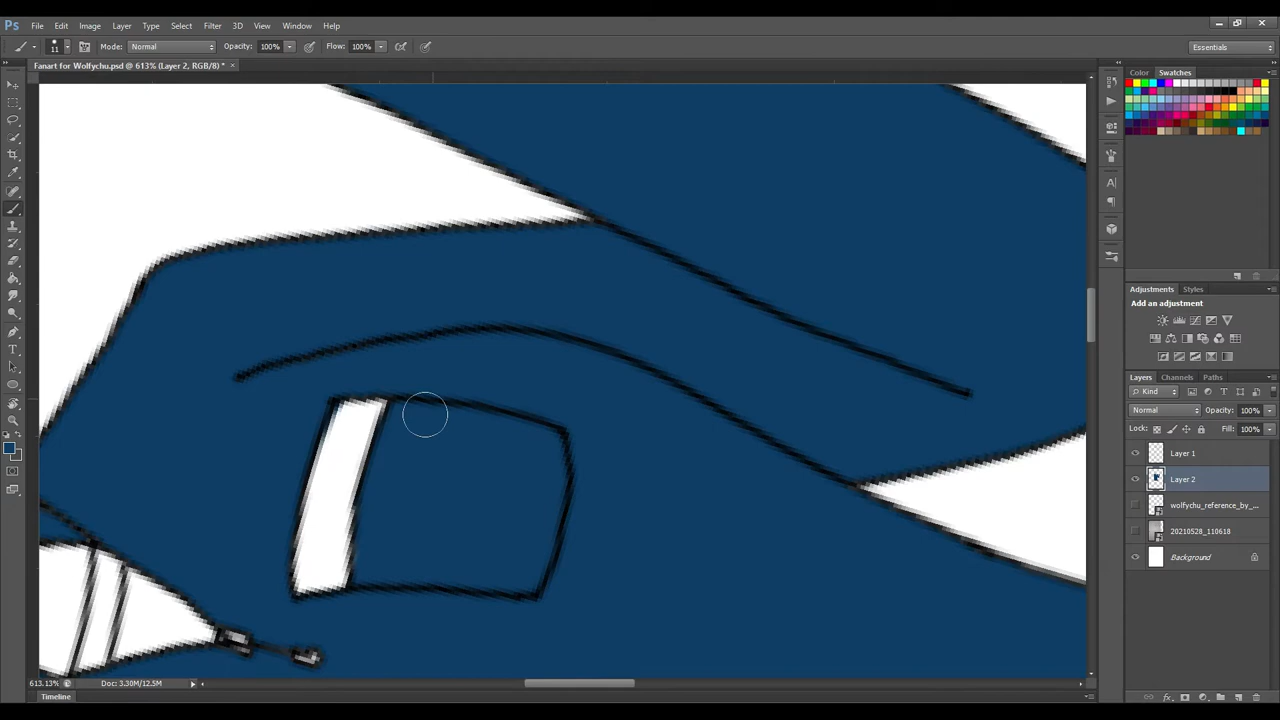 Ps File Edit Image Layer Type Select Filter 3D View Window Help
11 Mode: Normal Opacity: 100% Flow: 100% Essentials
Fanart for Wolfychu.psd @ 613% (Layer 2, RGB/8) * ×
Color Swatches
Adjustments Styles
Add an adjustment
Layers Channels Paths
Kind
Normal Opacity: 100%
Lock: Fill: 100%
Layer 1
Layer 2
wolfychu_reference_by_...
20210528_110618
Background
613.13% Doc: 3.30M/12.5M
Timeline